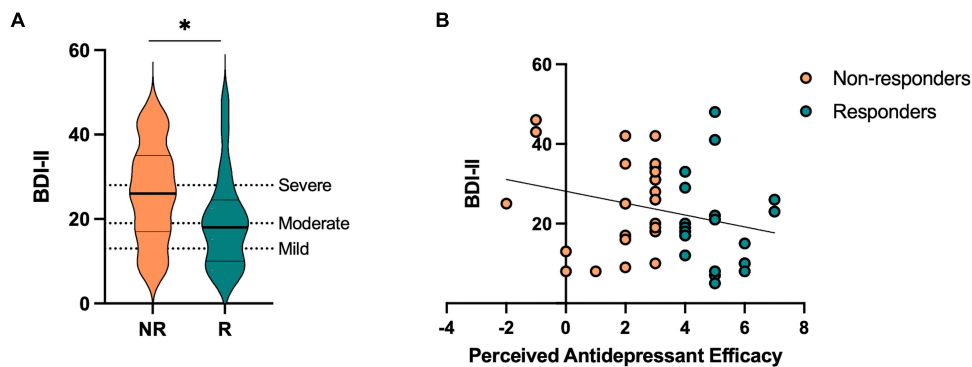 A
*
60
40
20
0
BDI-II
Severe
Moderate
Mild
NR
R
B
60
40
20
BDI-II
-4 -2 0 2 4 6 8
Perceived Antidepressant Efficacy
Non-responders
Responders